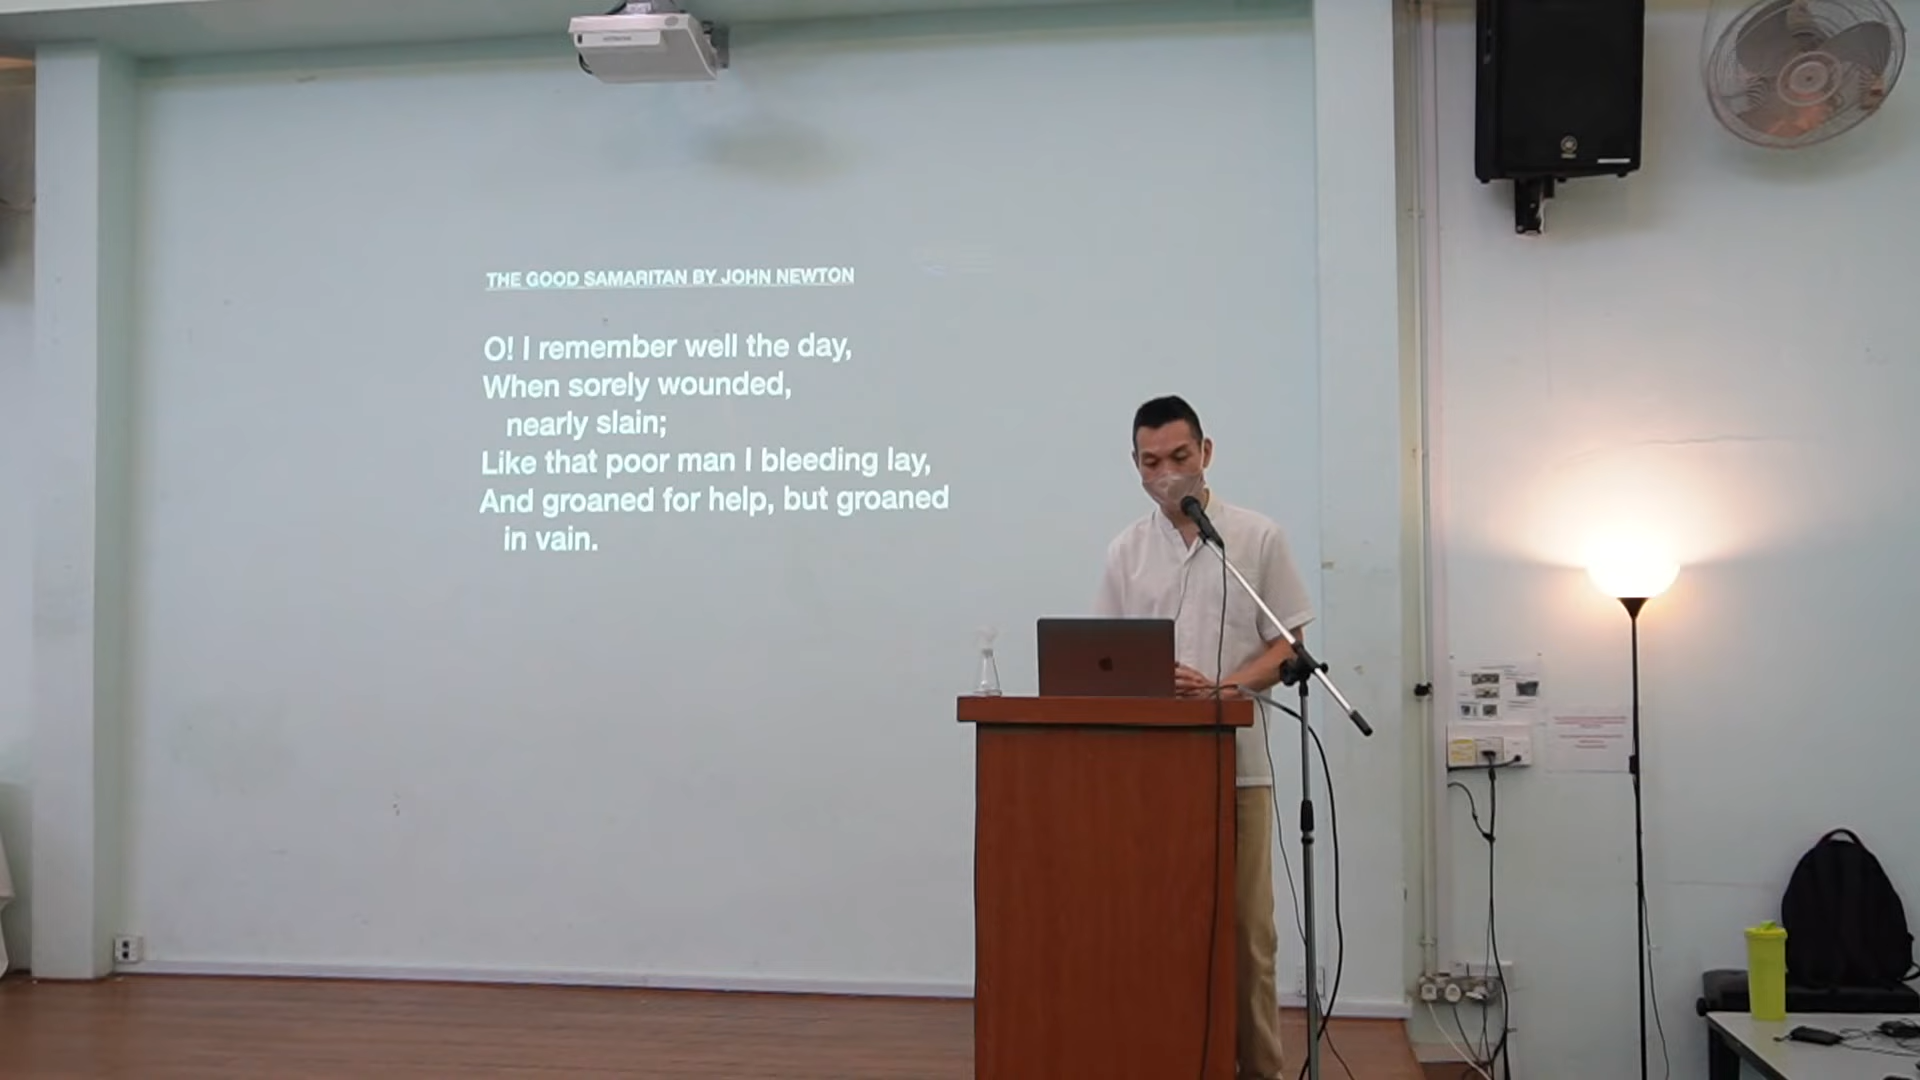 THE GOOD SAMARITAN BY JOHN NEWTON
O! I remember well the day,
When sorely wounded,
nearly slain;
Like that poor man I bleeding lay,
And groaned for help, but groaned
in vain.